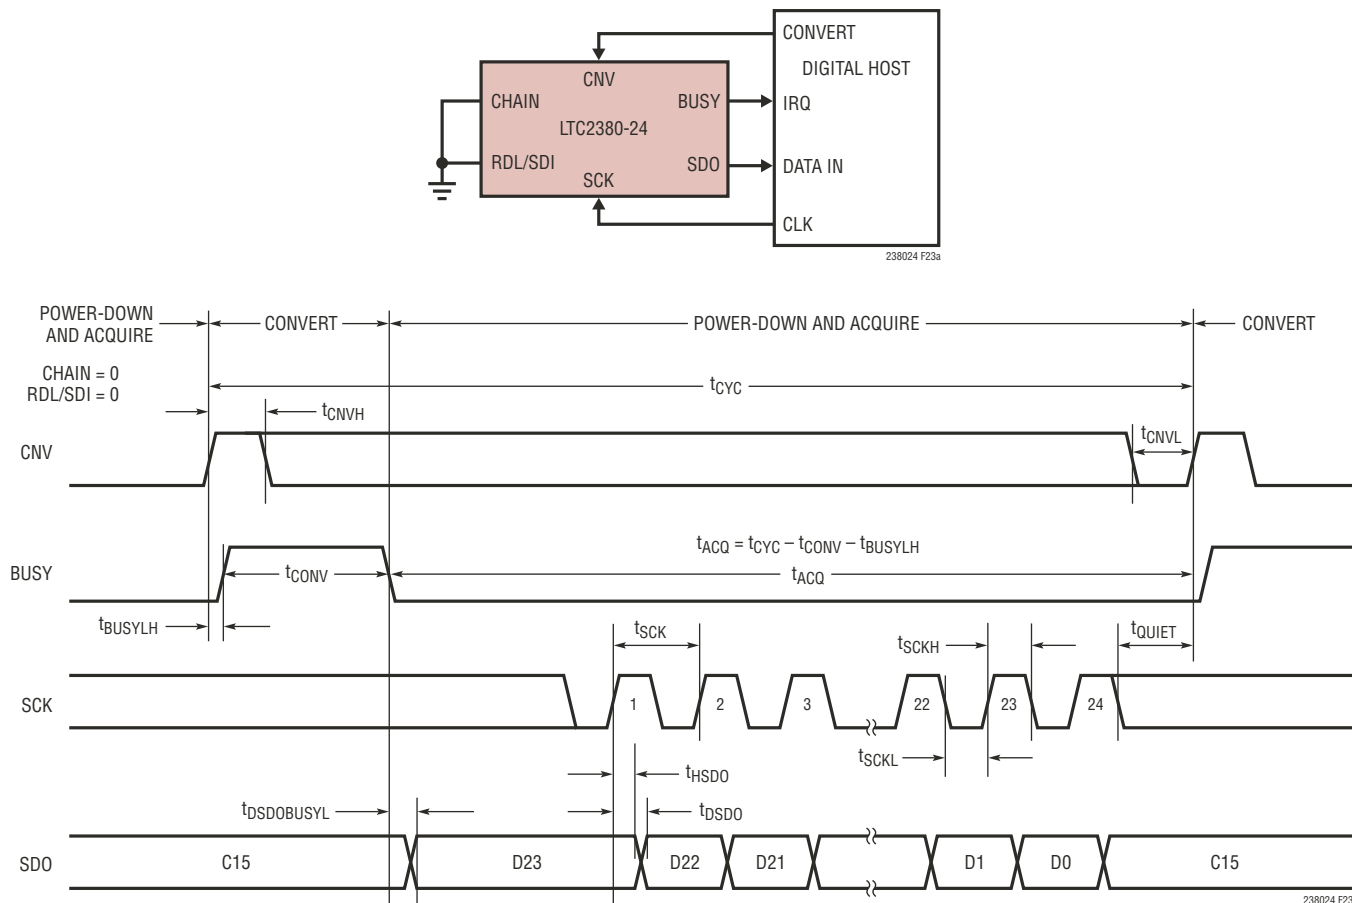 CONVERT
DIGITAL HOST
CNV
CHAIN
BUSY
IRQ
LTC2380-24
RDL/SDI
SDO
DATA IN
SCK
CLK
238024 F23a
POWER-DOWN
AND ACQUIRE
CONVERT
POWER-DOWN AND ACQUIRE
CONVERT
CHAIN = 0
RDL/SDI = 0
tCYC
tCNVH
tCNVL
CNV
tACQ = tCYC – tCONV – tBUSYLH
BUSY
tCONV
tACQ
tBUSYLH
tSCK
tSCKH
tQUIET
SCK
1
2
3
22
23
24
tSCKL
tHSDO
tDSDOBUSYL
tDSDO
SDO
C15
D23
D22
D21
D1
D0
C15
238024 F23